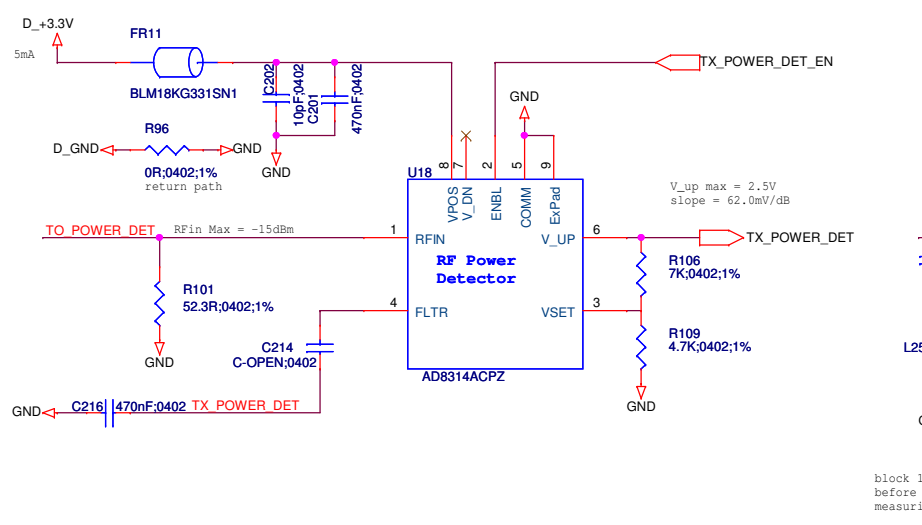 D_+3.3V
FR11
5mA
BLM18KG331SN1
C202
10pF;0402
C201
470nF;0402
TX_POWER_DET_EN
GND
R96
D_GND
GND
0R;0402;1%
return path
GND
U18
8
7
2
5
9
VPOS
V_DN
ENBL
COMM
ExPad
V_up max = 2.5V
slope = 62.0mV/dB
TO_POWER_DET
RFin Max = -15dBm
1
RFIN
V_UP
6
TX_POWER_DET
RF Power
Detector
R106
7K;0402;1%
R101
52.3R;0402;1%
4
FLTR
VSET
3
R109
4.7K;0402;1%
C214
C-OPEN;0402
GND
AD8314ACPZ
L25
GND
C216
470nF;0402
TX_POWER_DET
GND
block
before
measuri